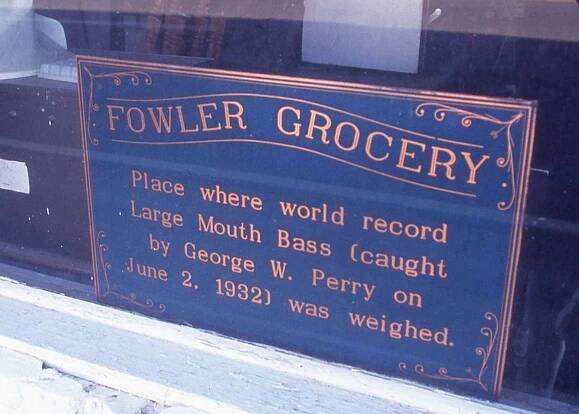 FOWLER GROCERY
Place where world record
Large Mouth Bass (caught
by George W. Perry on
June 2, 1932) was weighed.